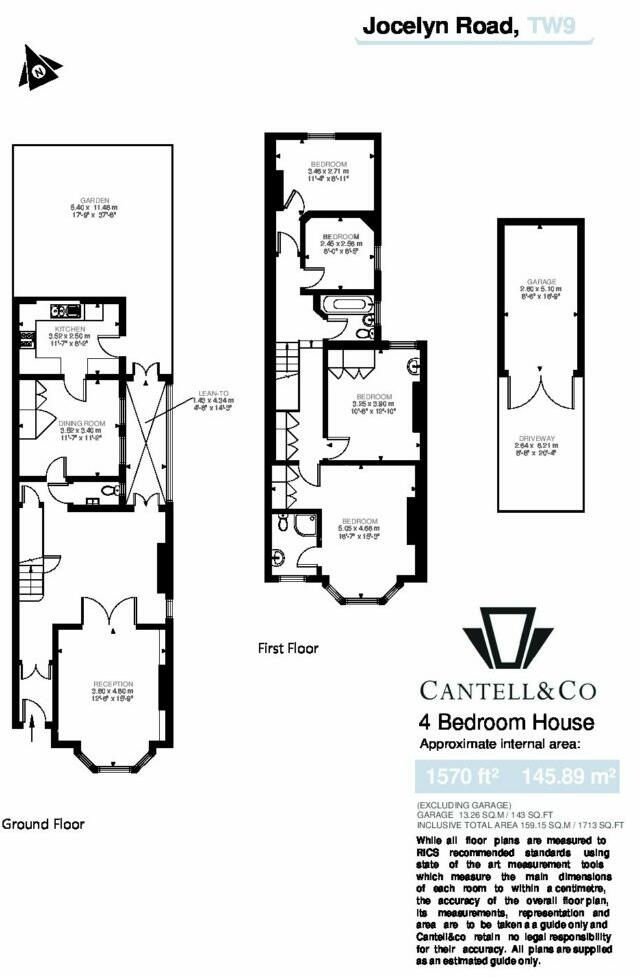 Jocelyn Road, TW9
N
GARDEN
5.40 x 11.48 m
17'-9" x 37'-8"
KITCHEN
3.52 x 2.50 m
11'-7" x 8'-2"
DINING ROOM
3.52 x 3.40 m
11'-7" x 11'-2"
LEAN-TO
1.43 x 4.34 m
4'-8" x 14'-3"
RECEPTION
3.80 x 4.80 m
12'-6" x 15'-9"
Ground Floor
BEDROOM
3.46 x 2.71 m
11'-4" x 8'-11"
BEDROOM
2.45 x 2.56 m
8'-0" x 8'-5"
BEDROOM
3.25 x 3.90 m
10'-8" x 12'-10"
BEDROOM
5.05 x 4.66 m
16'-7" x 15'-3"
First Floor
GARAGE
2.60 x 5.10 m
8'-6" x 16'-9"
DRIVEWAY
2.64 x 6.21 m
8'-8" x 20'-4"
CANTELL&CO
4 Bedroom House
Approximate internal area:
1570 ft² 145.89 m²
(EXCLUDING GARAGE)
GARAGE 13.26 SQ.M / 143 SQ.FT
INCLUSIVE TOTAL AREA 159.15 SQ.M / 1713 SQ.FT
While all floor plans are measured to
RICS recommended standards using
state of the art measurement tools
which measure the main dimensions
of each room to within a centimetre,
the accuracy of the overall floor plan,
its measurements, representation and
area are to be taken a a guide only and
Cantell&co retain no legal responsibility
for their accuracy. All plans are supplied
as an estimated guide only.